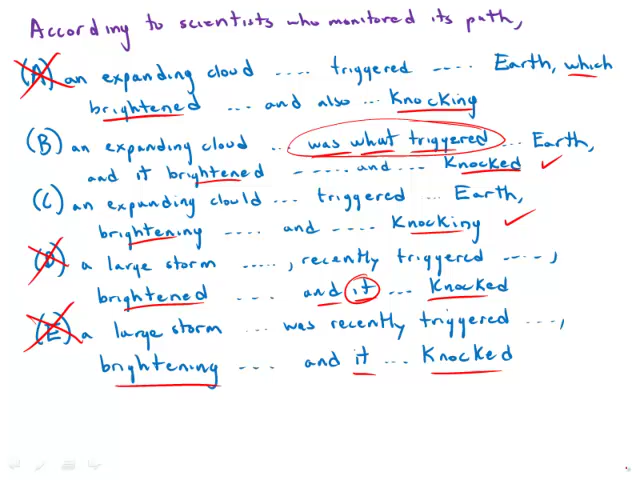 According to scientists who monitored its path,
(A) an expanding cloud .... triggered .... Earth, which
brightened ... and also ... Knocking
(B) an expanding cloud .. was what triggered ... Earth,
and it brightened ..... and ... Knocked ✓
(C) an expanding clould ... triggered ... Earth,
brightening .... and .... Knocking ✓
(D) a large storm ....., recently triggered ....,
brightened ... and it ... Knocked
(E) a large storm ... was recently triggered ...,
brightening .... and it ... Knocked